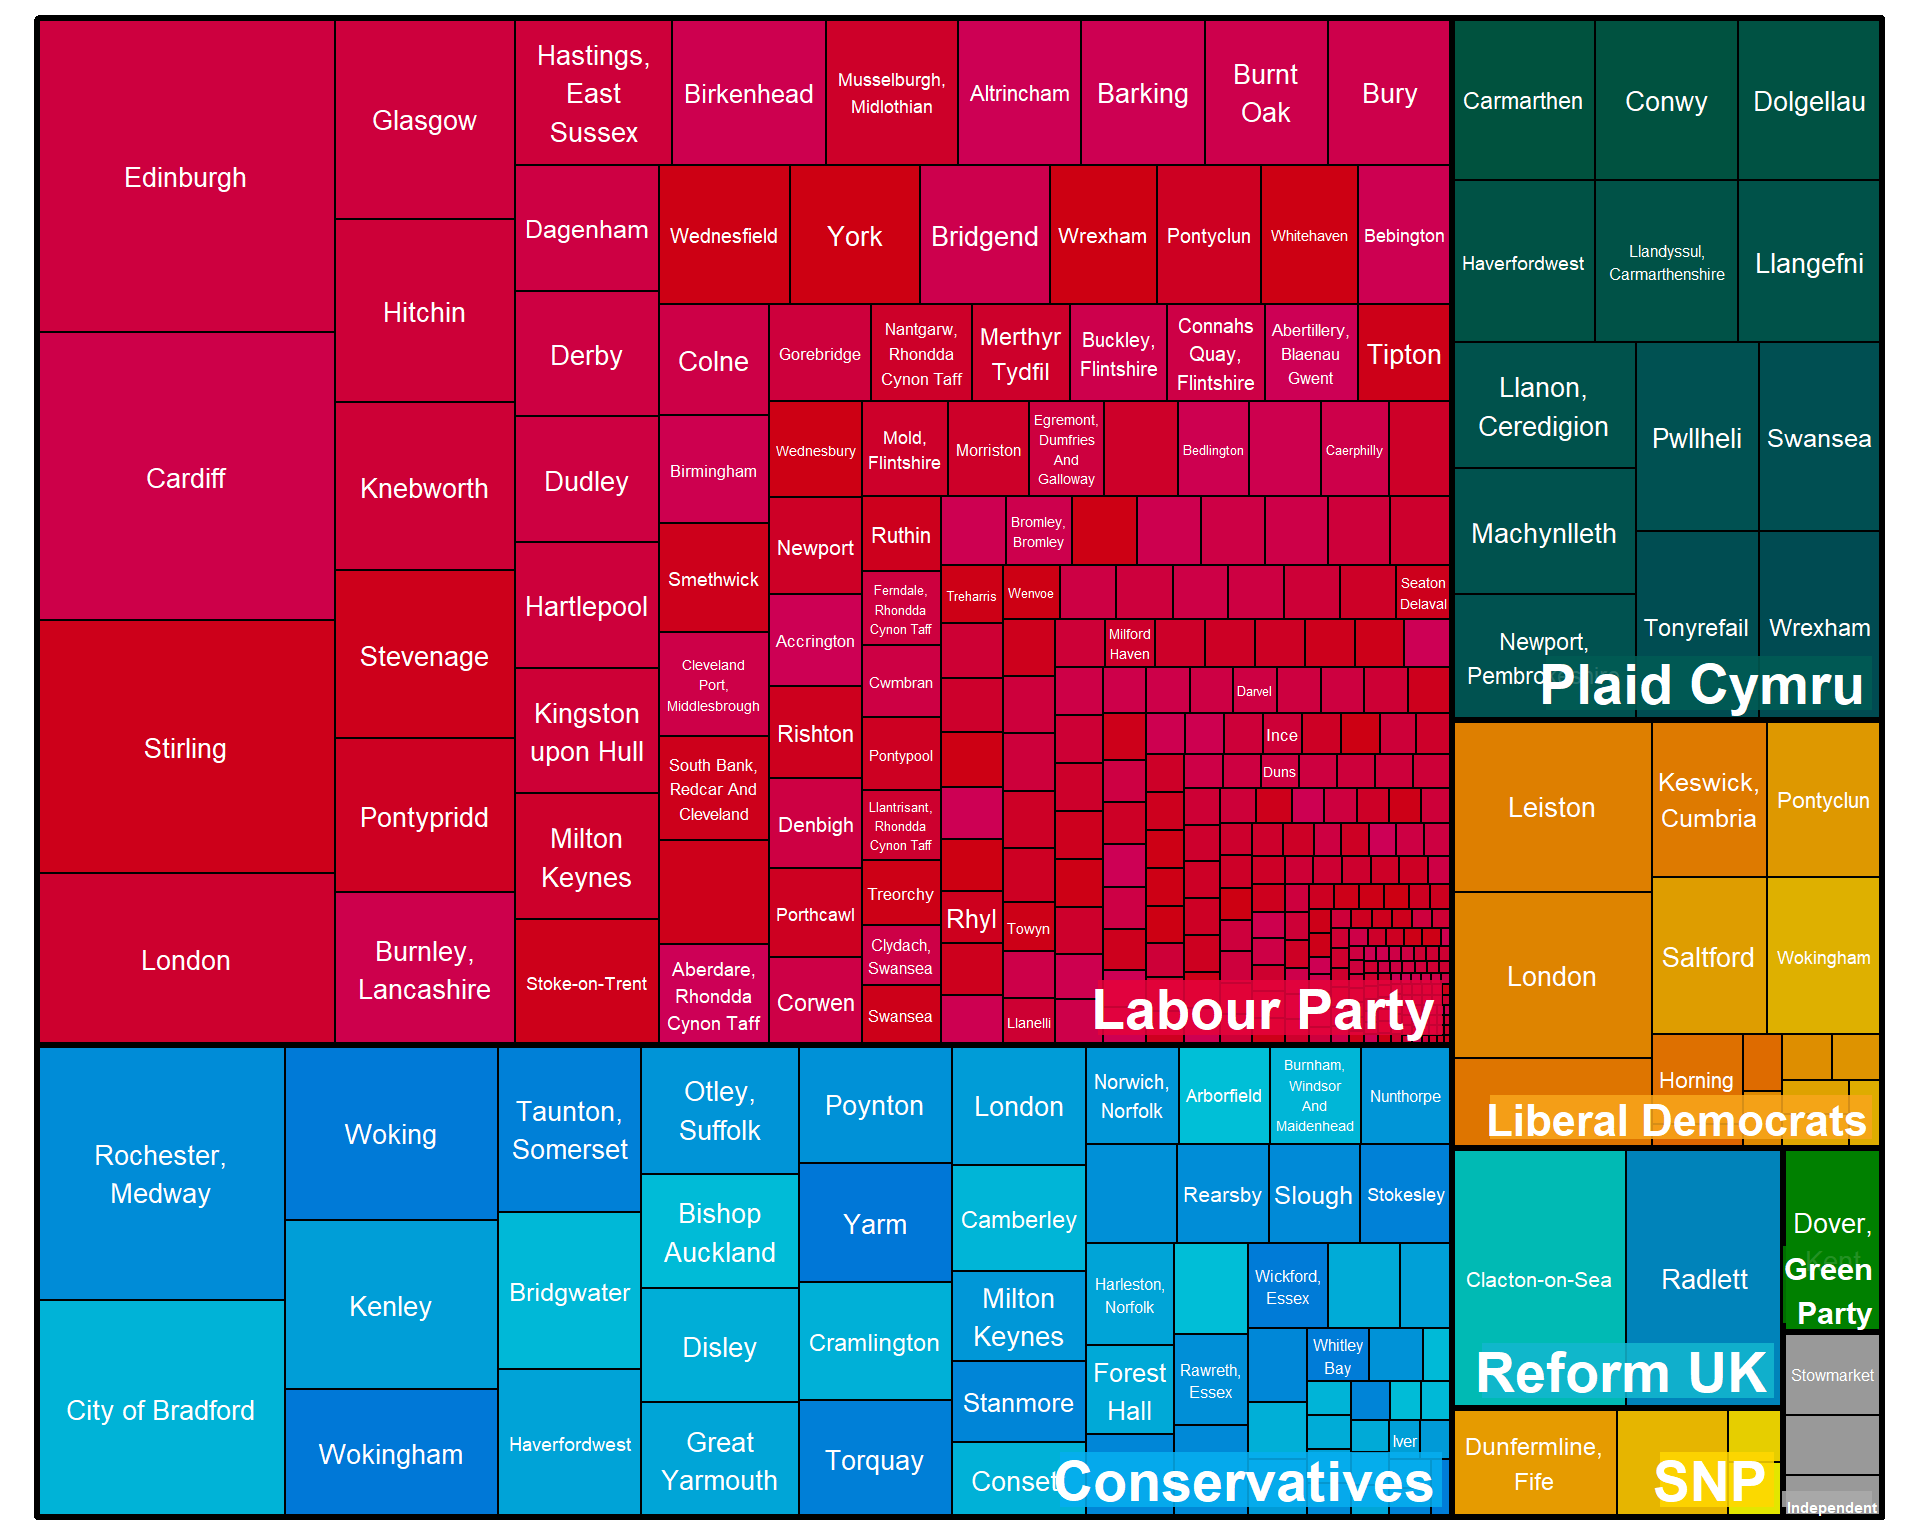 Edinburgh
Cardiff
Stirling
London
Glasgow
Hitchin
Knebworth
Stevenage
Pontypridd
Burnley,
Lancashire
Hastings,
East
Sussex
Birkenhead
Musselburgh,
Midlothian
Altrincham
Barking
Burnt
Oak
Bury
Dagenham
Derby
Dudley
Hartlepool
Kingston
upon Hull
Milton
Keynes
Stoke-on-Trent
Wednesfield
York
Bridgend
Wrexham
Pontyclun
Whitehaven
Bebington
Colne
Birmingham
Smethwick
Cleveland
Port,
Middlesbrough
South Bank,
Redcar And
Cleveland
Aberdare,
Rhondda
Cynon Taff
Gorebridge
Nantgarw,
Rhondda
Cynon Taff
Merthyr
Tydfil
Buckley,
Flintshire
Connahs
Quay,
Flintshire
Abertillery,
Blaenau
Gwent
Tipton
Wednesbury
Newport
Accrington
Rishton
Denbigh
Porthcawl
Corwen
Mold,
Flintshire
Morriston
Egremont,
Dumfries
And
Galloway
Bedlington
Caerphilly
Ruthin
Ferndale,
Rhondda
Cynon Taff
Cwmbran
Pontypool
Llantrisant,
Rhondda
Cynon Taff
Treorchy
Clydach,
Swansea
Swansea
Bromley,
Bromley
Treharris
Wenvoe
Seaton
Delaval
Milford
Haven
Darvel
Ince
Duns
Rhyl
Towyn
Llanelli
Labour Party
Rochester,
Medway
City of Bradford
Woking
Kenley
Wokingham
Taunton,
Somerset
Bridgwater
Haverfordwest
Otley,
Suffolk
Bishop
Auckland
Disley
Great
Yarmouth
Poynton
Yarm
Cramlington
Torquay
London
Camberley
Milton
Keynes
Stanmore
Consett
Norwich,
Norfolk
Arborfield
Burnham,
Windsor
And
Maidenhead
Nunthorpe
Rearsby
Slough
Stokesley
Harleston,
Norfolk
Forest
Hall
Wickford,
Essex
Rawreth,
Essex
Whitley
Bay
Iver
Conservatives
Carmarthen
Conwy
Dolgellau
Haverfordwest
Llandyssul,
Carmarthenshire
Llangefni
Llanon,
Ceredigion
Machynlleth
Newport,
Pembrokeshire
Pwllheli
Swansea
Tonyrefail
Wrexham
Plaid Cymru
Leiston
London
Keswick,
Cumbria
Pontyclun
Saltford
Wokingham
Horning
Liberal Democrats
Clacton-on-Sea
Radlett
Reform UK
Dover,
Kent
Green
Party
Dunfermline,
Fife
SNP
Stowmarket
Independent